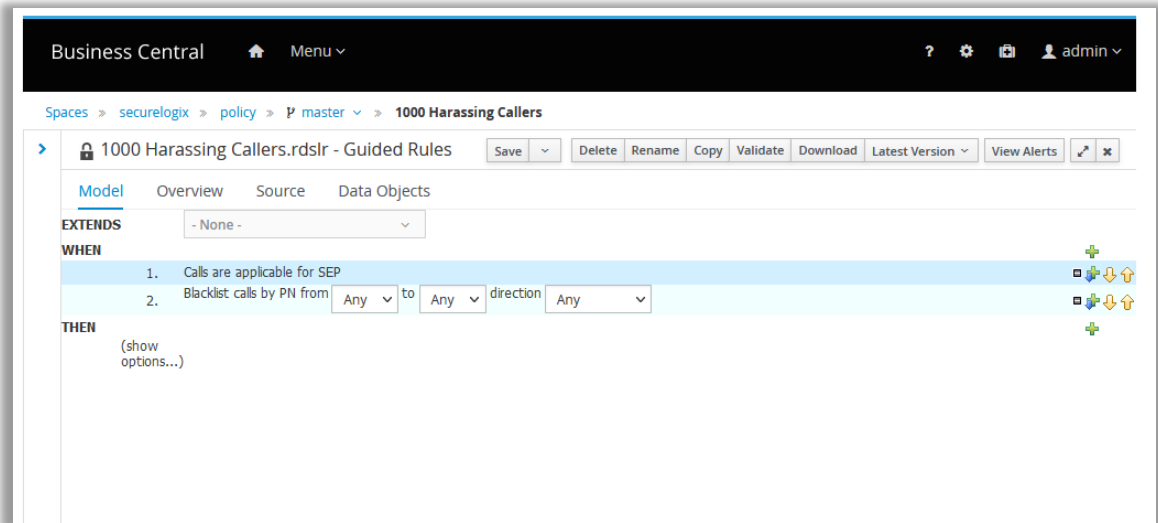 Business Central Menu ? admin
Spaces » securelogix » policy » master » 1000 Harassing Callers
1000 Harassing Callers.rdslr - Guided Rules Save Delete Rename Copy Validate Download Latest Version View Alerts
Model Overview Source Data Objects
EXTENDS - None -
WHEN
1. Calls are applicable for SEP
2. Blacklist calls by PN from Any to Any direction Any
THEN
(show
options...)